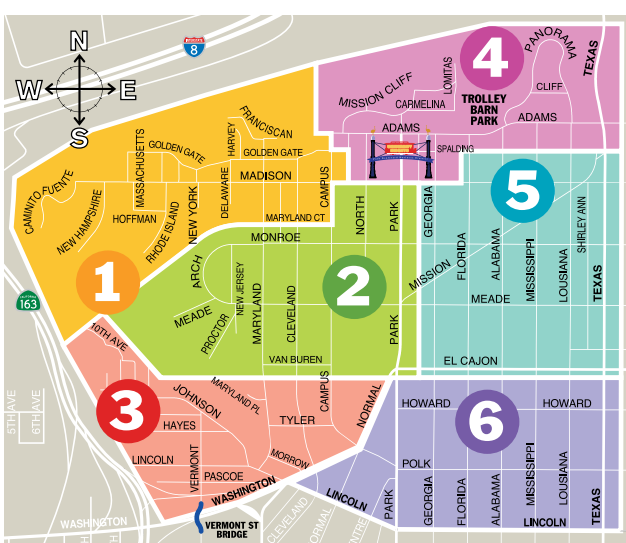 N
W
E
S
INTERSTATE
8
4
PANORAMA
TEXAS
LOMITAS
CLIFF
MISSION CLIFF
CARMELINA
TROLLEY
BARN
PARK
ADAMS
ADAMS
SPALDING
FRANCISCAN
HARVEY
MASSACHUSETTS
GOLDEN GATE
GOLDEN GATE
CAMINITO FUENTE
NEW HAMPSHIRE
HOFFMAN
RHODE ISLAND
NEW YORK
DELAWARE
MADISON
CAMPUS
MARYLAND CT
1
5
NORTH
PARK
GEORGIA
FLORIDA
ALABAMA
MISSISSIPPI
LOUISIANA
SHIRLEY ANN
TEXAS
MISSION
MEADE
EL CAJON
MONROE
ARCH
2
MEADE
PROCTOR
NEW JERSEY
MARYLAND
CLEVELAND
PARK
VAN BUREN
163
10TH AVE
3
JOHNSON
MARYLAND PL
CAMPUS
NORMAL
TYLER
HAYES
LINCOLN
VERMONT
PASCOE
MORROW
WASHINGTON
5TH AVE
6TH AVE
HOWARD
6
HOWARD
POLK
LINCOLN
PARK
GEORGIA
FLORIDA
ALABAMA
MISSISSIPPI
LOUISIANA
TEXAS
LINCOLN
WASHINGTON
VERMONT ST
BRIDGE
CLEVELAND